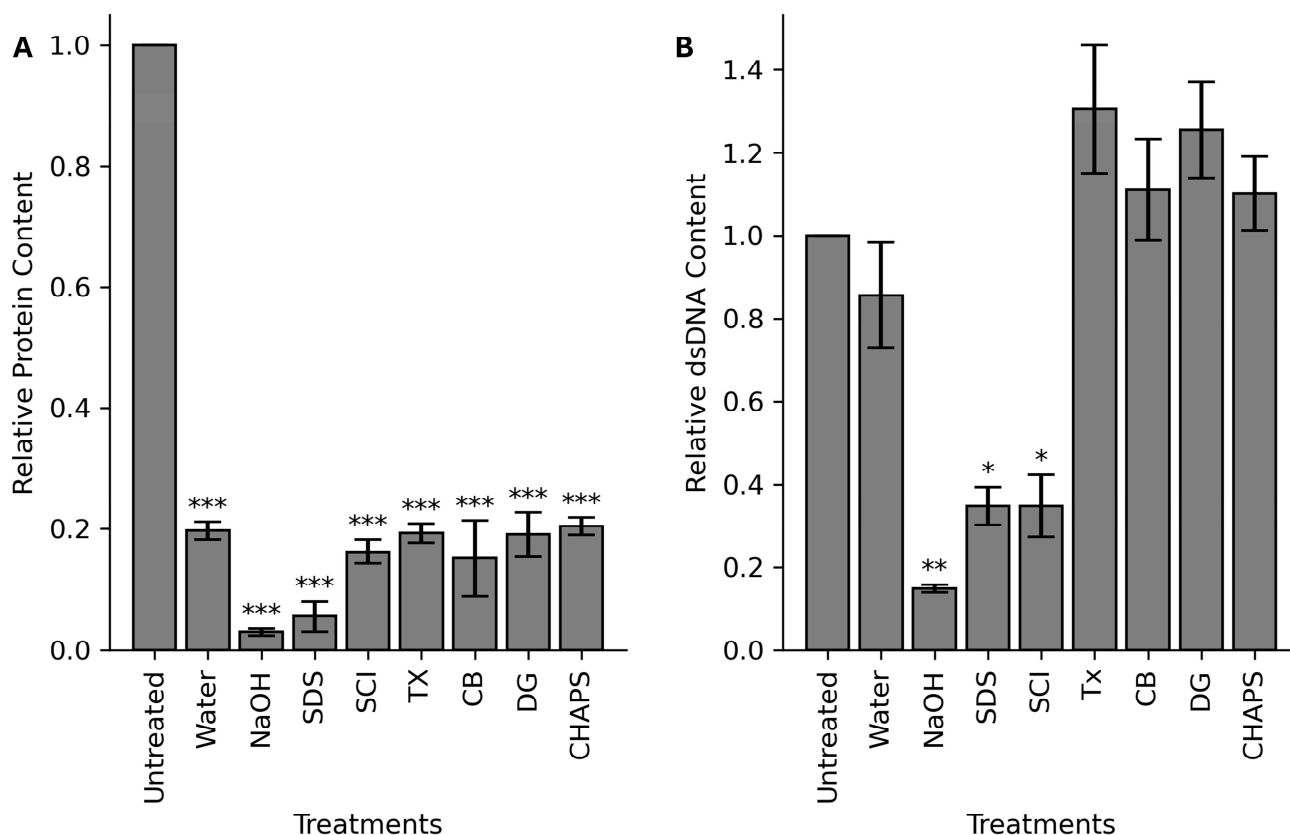 A
Relative Protein Content
1.0
0.8
0.6
0.4
0.2
0.0
***
***
***
***
***
***
***
***
Untreated
Water
NaOH
SDS
SCI
TX
CB
DG
CHAPS
Treatments
B
Relative dsDNA Content
1.4
1.2
1.0
0.8
0.6
0.4
0.2
0.0
**
*
*
Untreated
Water
NaOH
SDS
SCI
Tx
CB
DG
CHAPS
Treatments